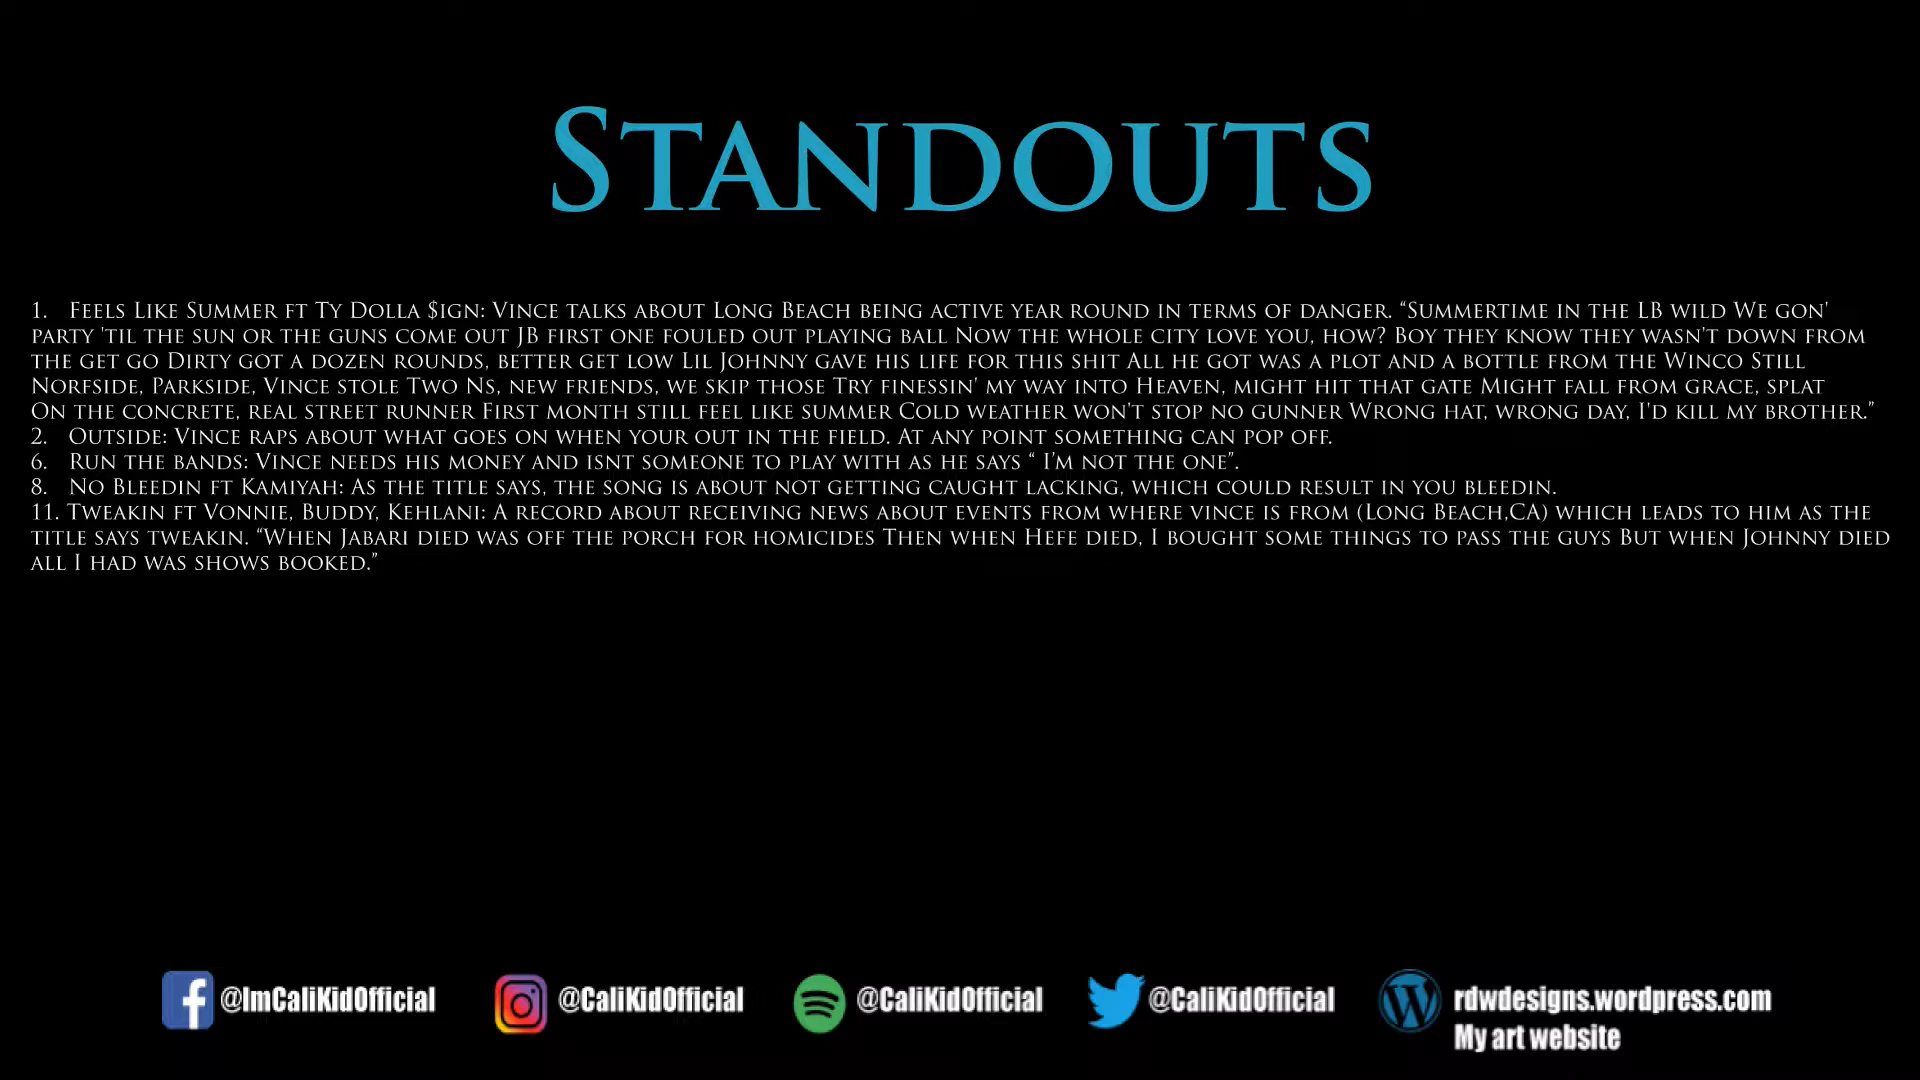 Standouts
1. Feels Like Summer ft Ty Dolla $ign: Vince talks about Long Beach being active year round in terms of danger. “Summertime in the LB wild We gon'
party 'til the sun or the guns come out JB first one fouled out playing ball Now the whole city love you, how? Boy they know they wasn't down from
the get go Dirty got a dozen rounds, better get low Lil Johnny gave his life for this shit All he got was a plot and a bottle from the Winco Still
Norfside, Parkside, Vince stole Two Ns, new friends, we skip those Try finessin' my way into Heaven, might hit that gate Might fall from grace, splat
On the concrete, real street runner First month still feel like summer Cold weather won't stop no gunner Wrong hat, wrong day, I'd kill my brother.”
2. Outside: Vince raps about what goes on when your out in the field. At any point something can pop off.
6. Run the bands: Vince needs his money and isnt someone to play with as he says “ I’m not the one”.
8. No Bleedin ft Kamiyah: As the title says, the song is about not getting caught lacking, which could result in you bleedin.
11. Tweakin ft Vonnie, Buddy, Kehlani: A record about receiving news about events from where vince is from (Long Beach,CA) which leads to him as the
title says tweakin. “When Jabari died was off the porch for homicides Then when Hefe died, I bought some things to pass the guys But when Johnny died
all I had was shows booked.”
@ImCaliKidOfficial @CaliKidOfficial @CaliKidOfficial @CaliKidOfficial rdwdesigns.wordpress.com
My art website